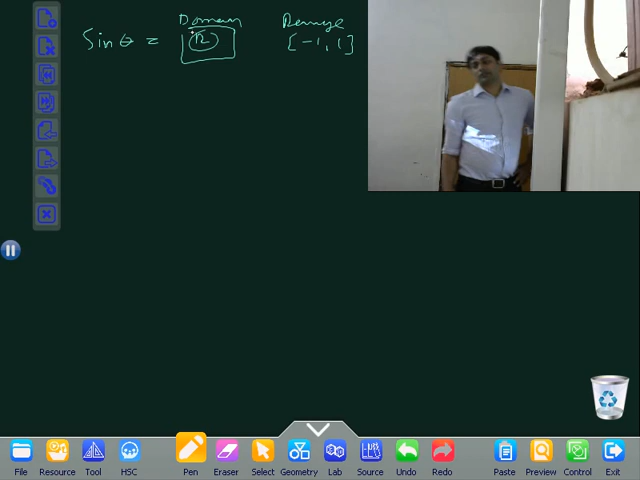 Domain Range
Sin θ = R [-1, 1]
File Resource Tool HSC Pen Eraser Select Geometry Lab Source Undo Redo Paste Preview Control Exit